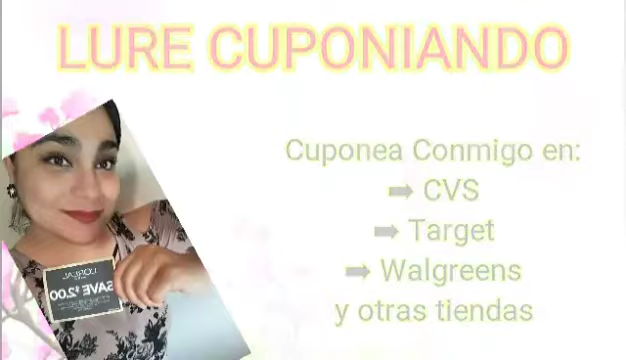 LURE CUPONIANDO
Cuponea Conmigo en:
➡ CVS
➡ Target
➡ Walgreens
y otras tiendas
L'ORÉAL
SAVE $2.00